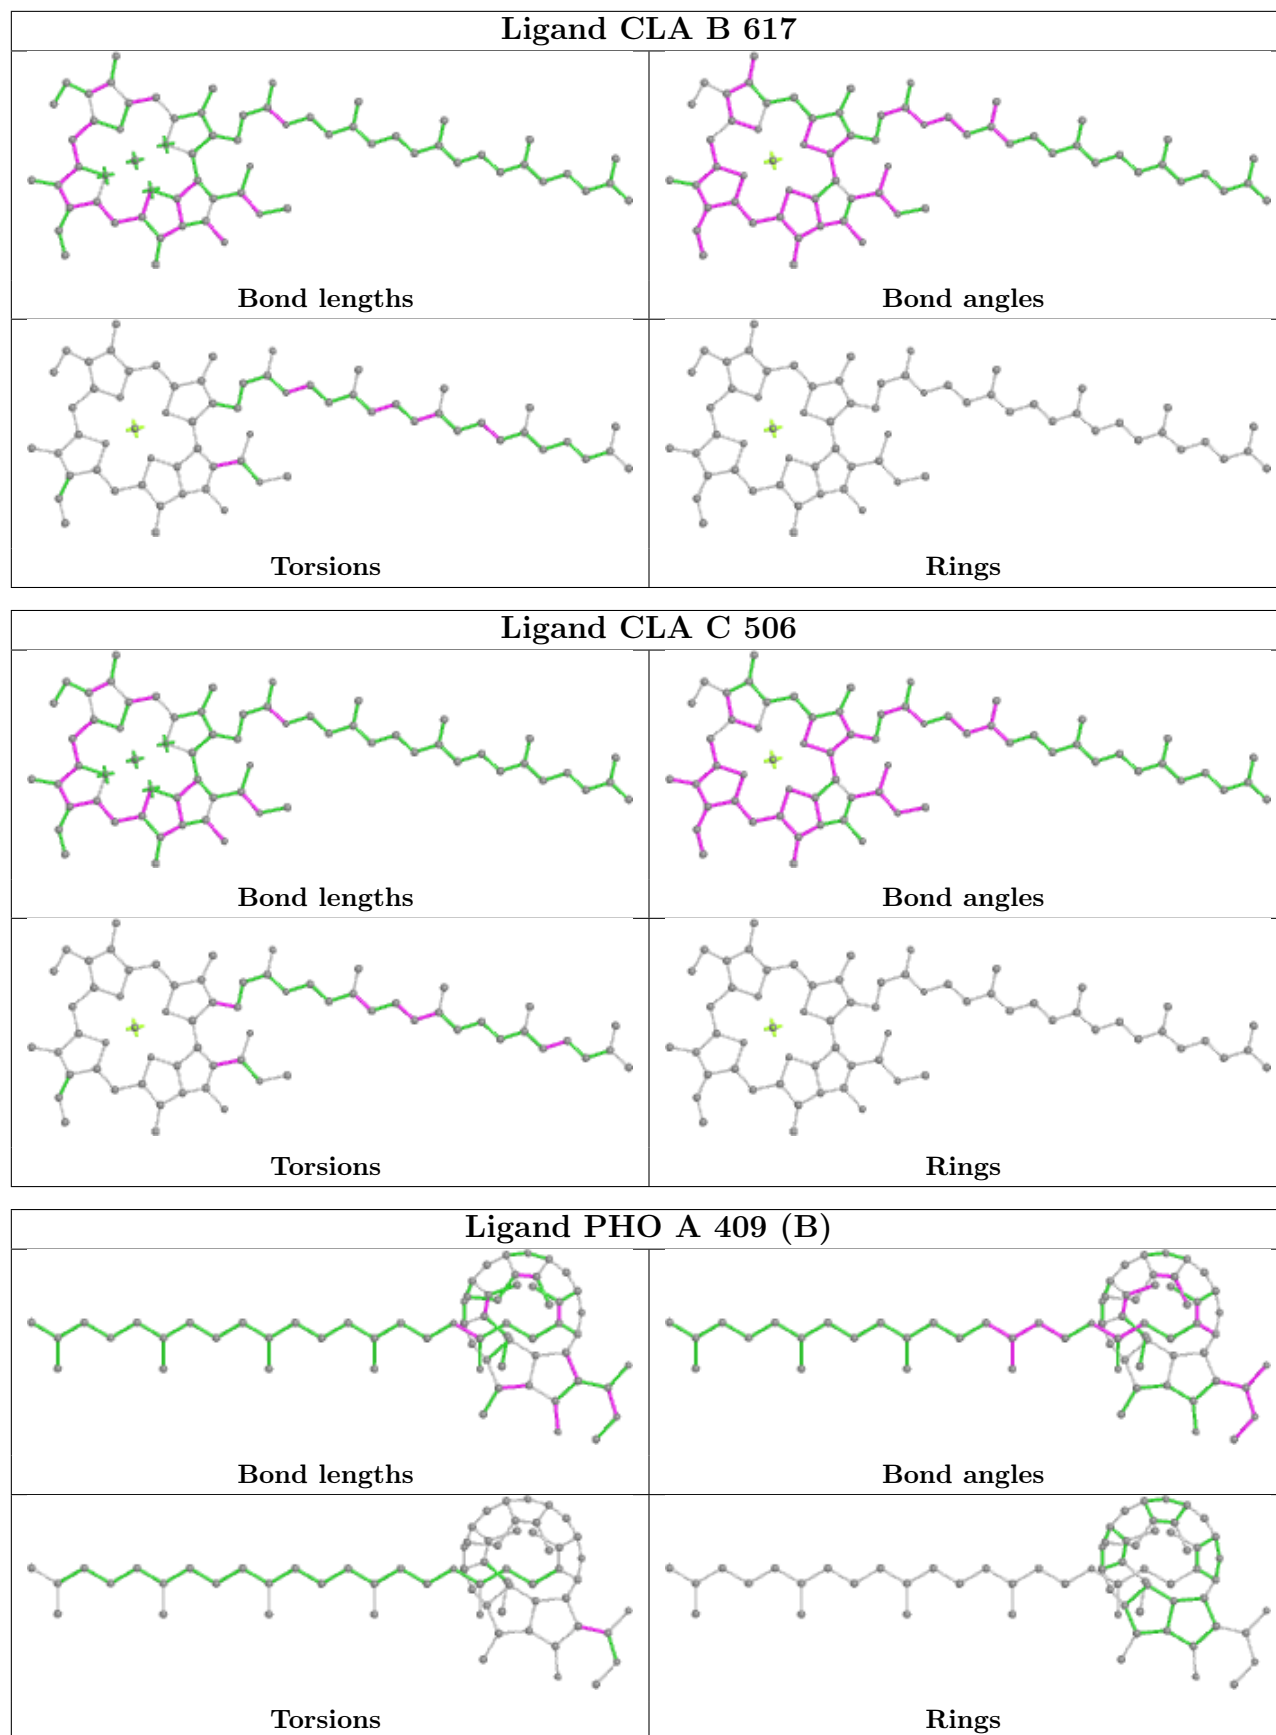 Ligand CLA B 617
Bond lengths
Bond angles
Torsions
Rings
Ligand CLA C 506
Bond lengths
Bond angles
Torsions
Rings
Ligand PHO A 409 (B)
Bond lengths
Bond angles
Torsions
Rings